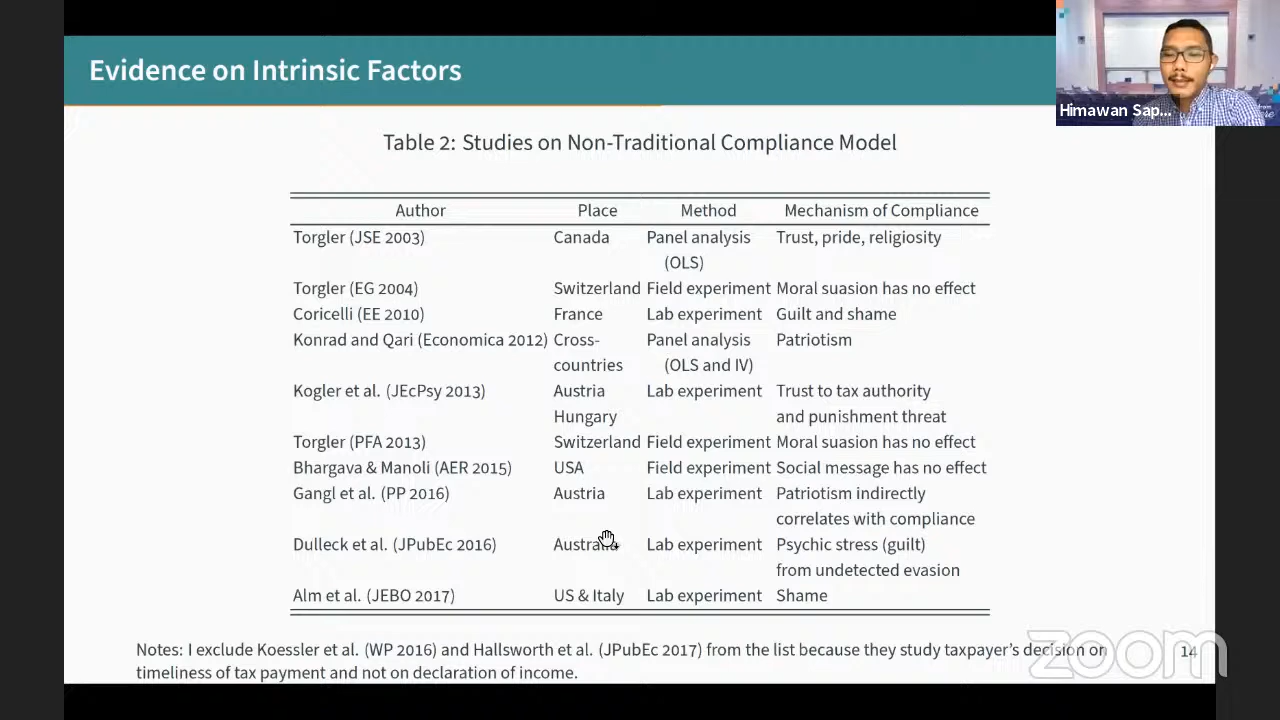 Evidence on Intrinsic Factors
Himawan Sap...
Table 2: Studies on Non-Traditional Compliance Model
Author Place Method Mechanism of Compliance
Torgler (JSE 2003) Canada Panel analysis Trust, pride, religiosity
(OLS)
Torgler (EG 2004) Switzerland Field experiment Moral suasion has no effect
Coricelli (EE 2010) France Lab experiment Guilt and shame
Konrad and Qari (Economica 2012) Cross- Panel analysis Patriotism
countries (OLS and IV)
Kogler et al. (JEcPsy 2013) Austria Lab experiment Trust to tax authority
Hungary and punishment threat
Torgler (PFA 2013) Switzerland Field experiment Moral suasion has no effect
Bhargava & Manoli (AER 2015) USA Field experiment Social message has no effect
Gangl et al. (PP 2016) Austria Lab experiment Patriotism indirectly
correlates with compliance
Dulleck et al. (JPubEc 2016) Lab experiment Psychic stress (guilt)
from undetected evasion
Alm et al. (JEBO 2017) US & Italy Lab experiment Shame
Notes: I exclude Koessler et al. (WP 2016) and Hallsworth et al. (JPubEc 2017) from the list because they study taxpayer's decision on
timeliness of tax payment and not on declaration of income.
14
zoom